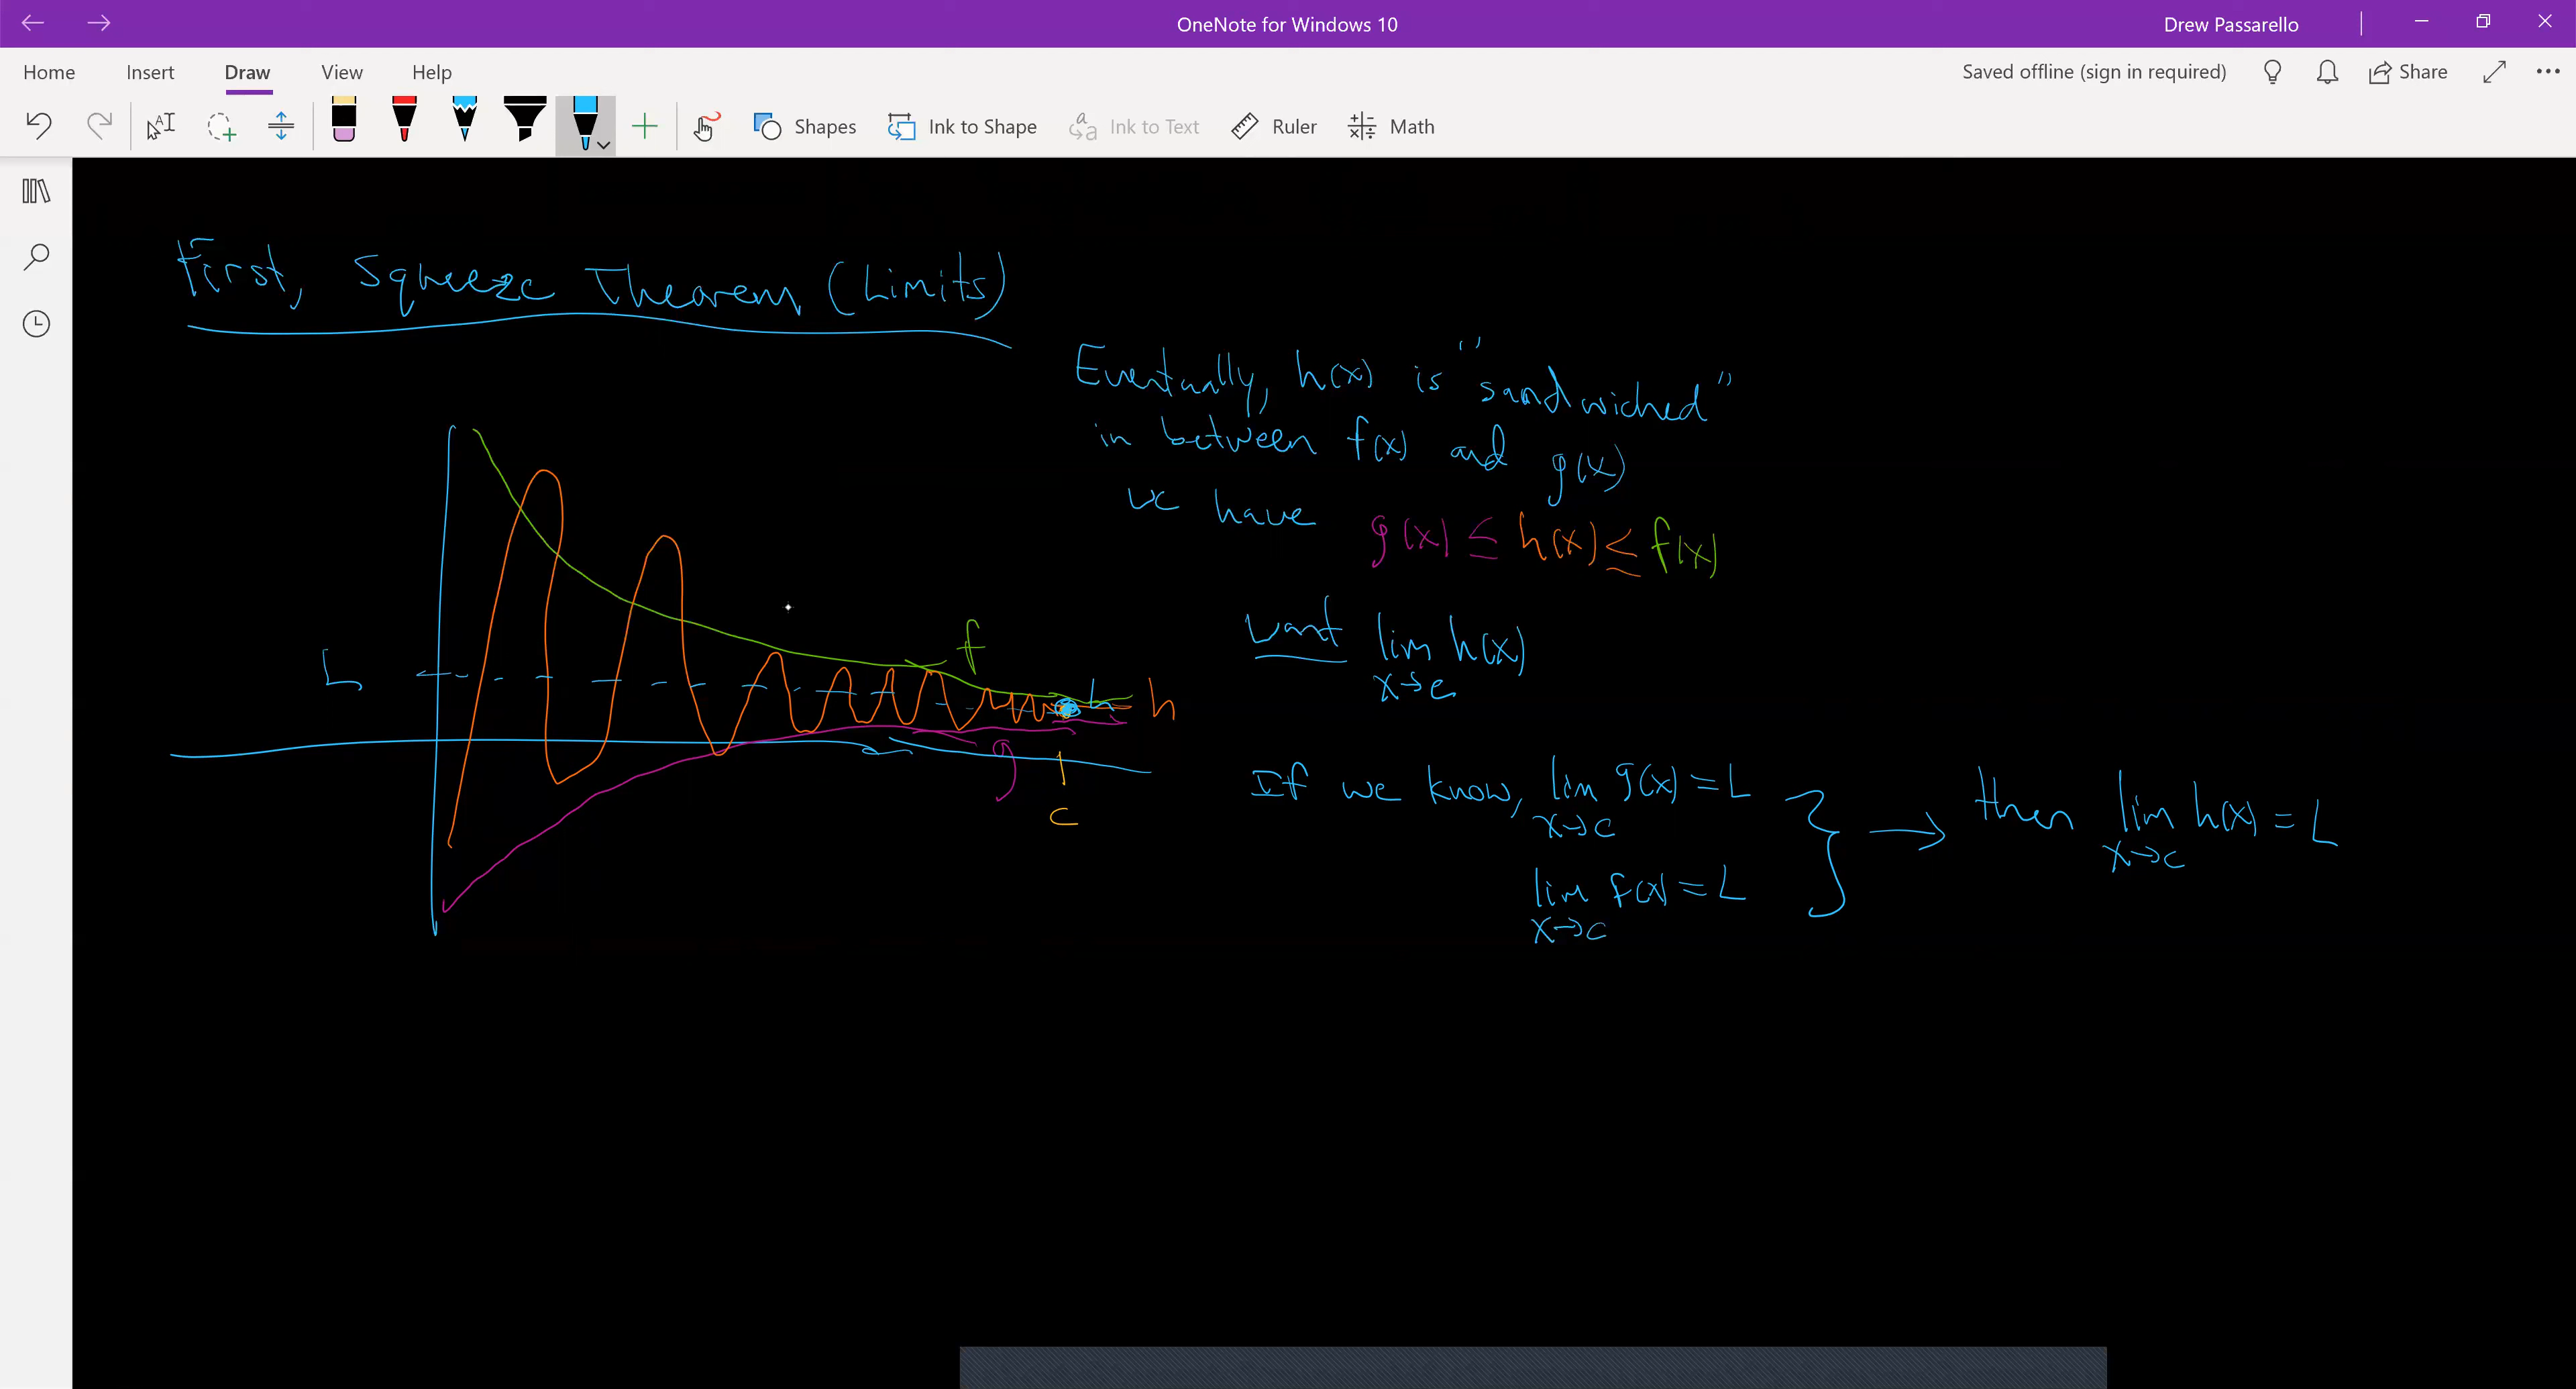 OneNote for Windows 10
Drew Passarello
Home Insert Draw View Help
Saved offline (sign in required) Share
Shapes Ink to Shape Ink to Text Ruler Math
First, Squeeze Theorem (Limits)
Eventually, h(x) is "sandwiched"
in between f(x) and g(x)
we have g(x) ≤ h(x) ≤ f(x)
want lim h(x)
x→c
If we know, lim g(x) = L
x→c
lim f(x) = L
x→c
then lim h(x) = L
x→c
L
f
h
g
c